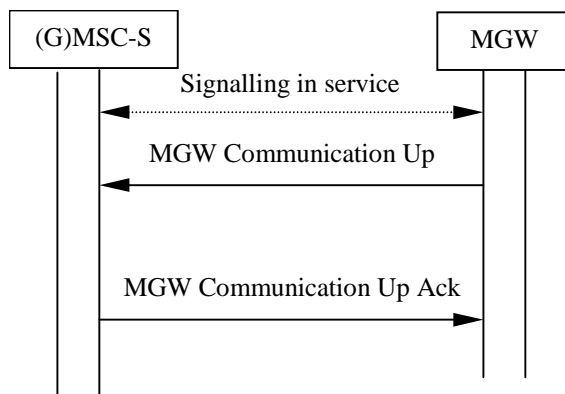 (G)MSC-S
MGW
Signalling in service
MGW Communication Up
MGW Communication Up Ack